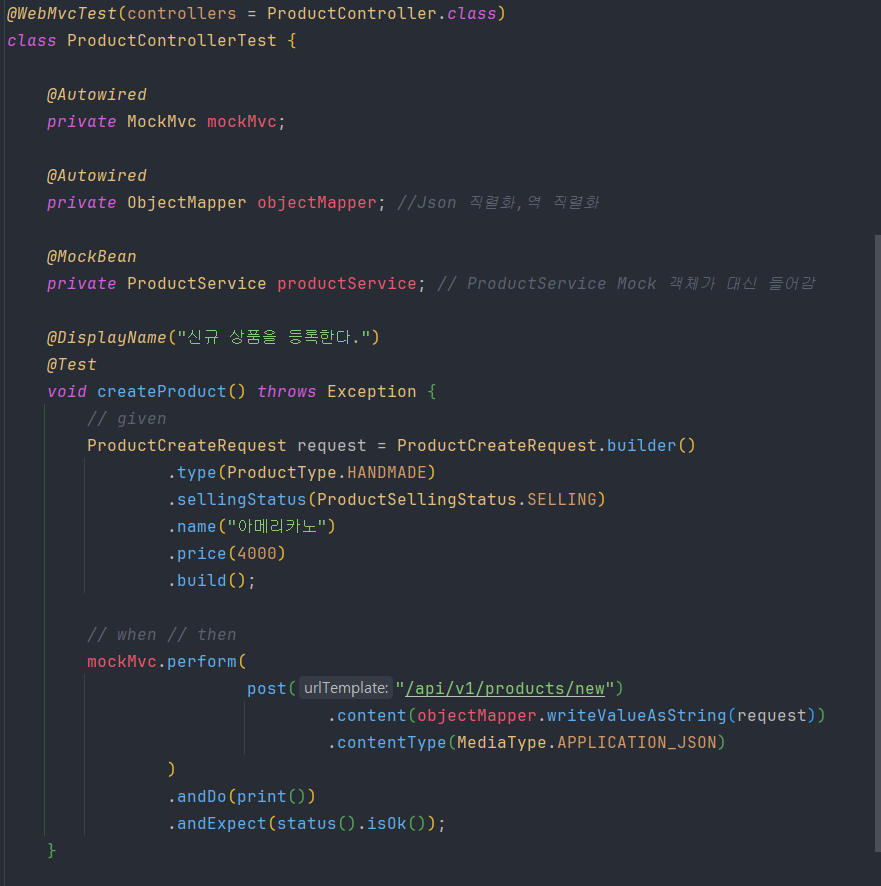 @WebMvcTest(controllers = ProductController.class)
class ProductControllerTest {
@Autowired
private MockMvc mockMvc;
@Autowired
private ObjectMapper objectMapper; //Json 직렬화,역 직렬화
@MockBean
private ProductService productService; // ProductService Mock 객체가 대신 들어감
@DisplayName("신규 상품을 등록한다.")
@Test
void createProduct() throws Exception {
// given
ProductCreateRequest request = ProductCreateRequest.builder()
.type(ProductType.HANDMADE)
.sellingStatus(ProductSellingStatus.SELLING)
.name("아메리카노")
.price(4000)
.build();
// when // then
mockMvc.perform(
post( urlTemplate: "/api/v1/products/new")
.content(objectMapper.writeValueAsString(request))
.contentType(MediaType.APPLICATION_JSON)
)
.andDo(print())
.andExpect(status().isOk());
}